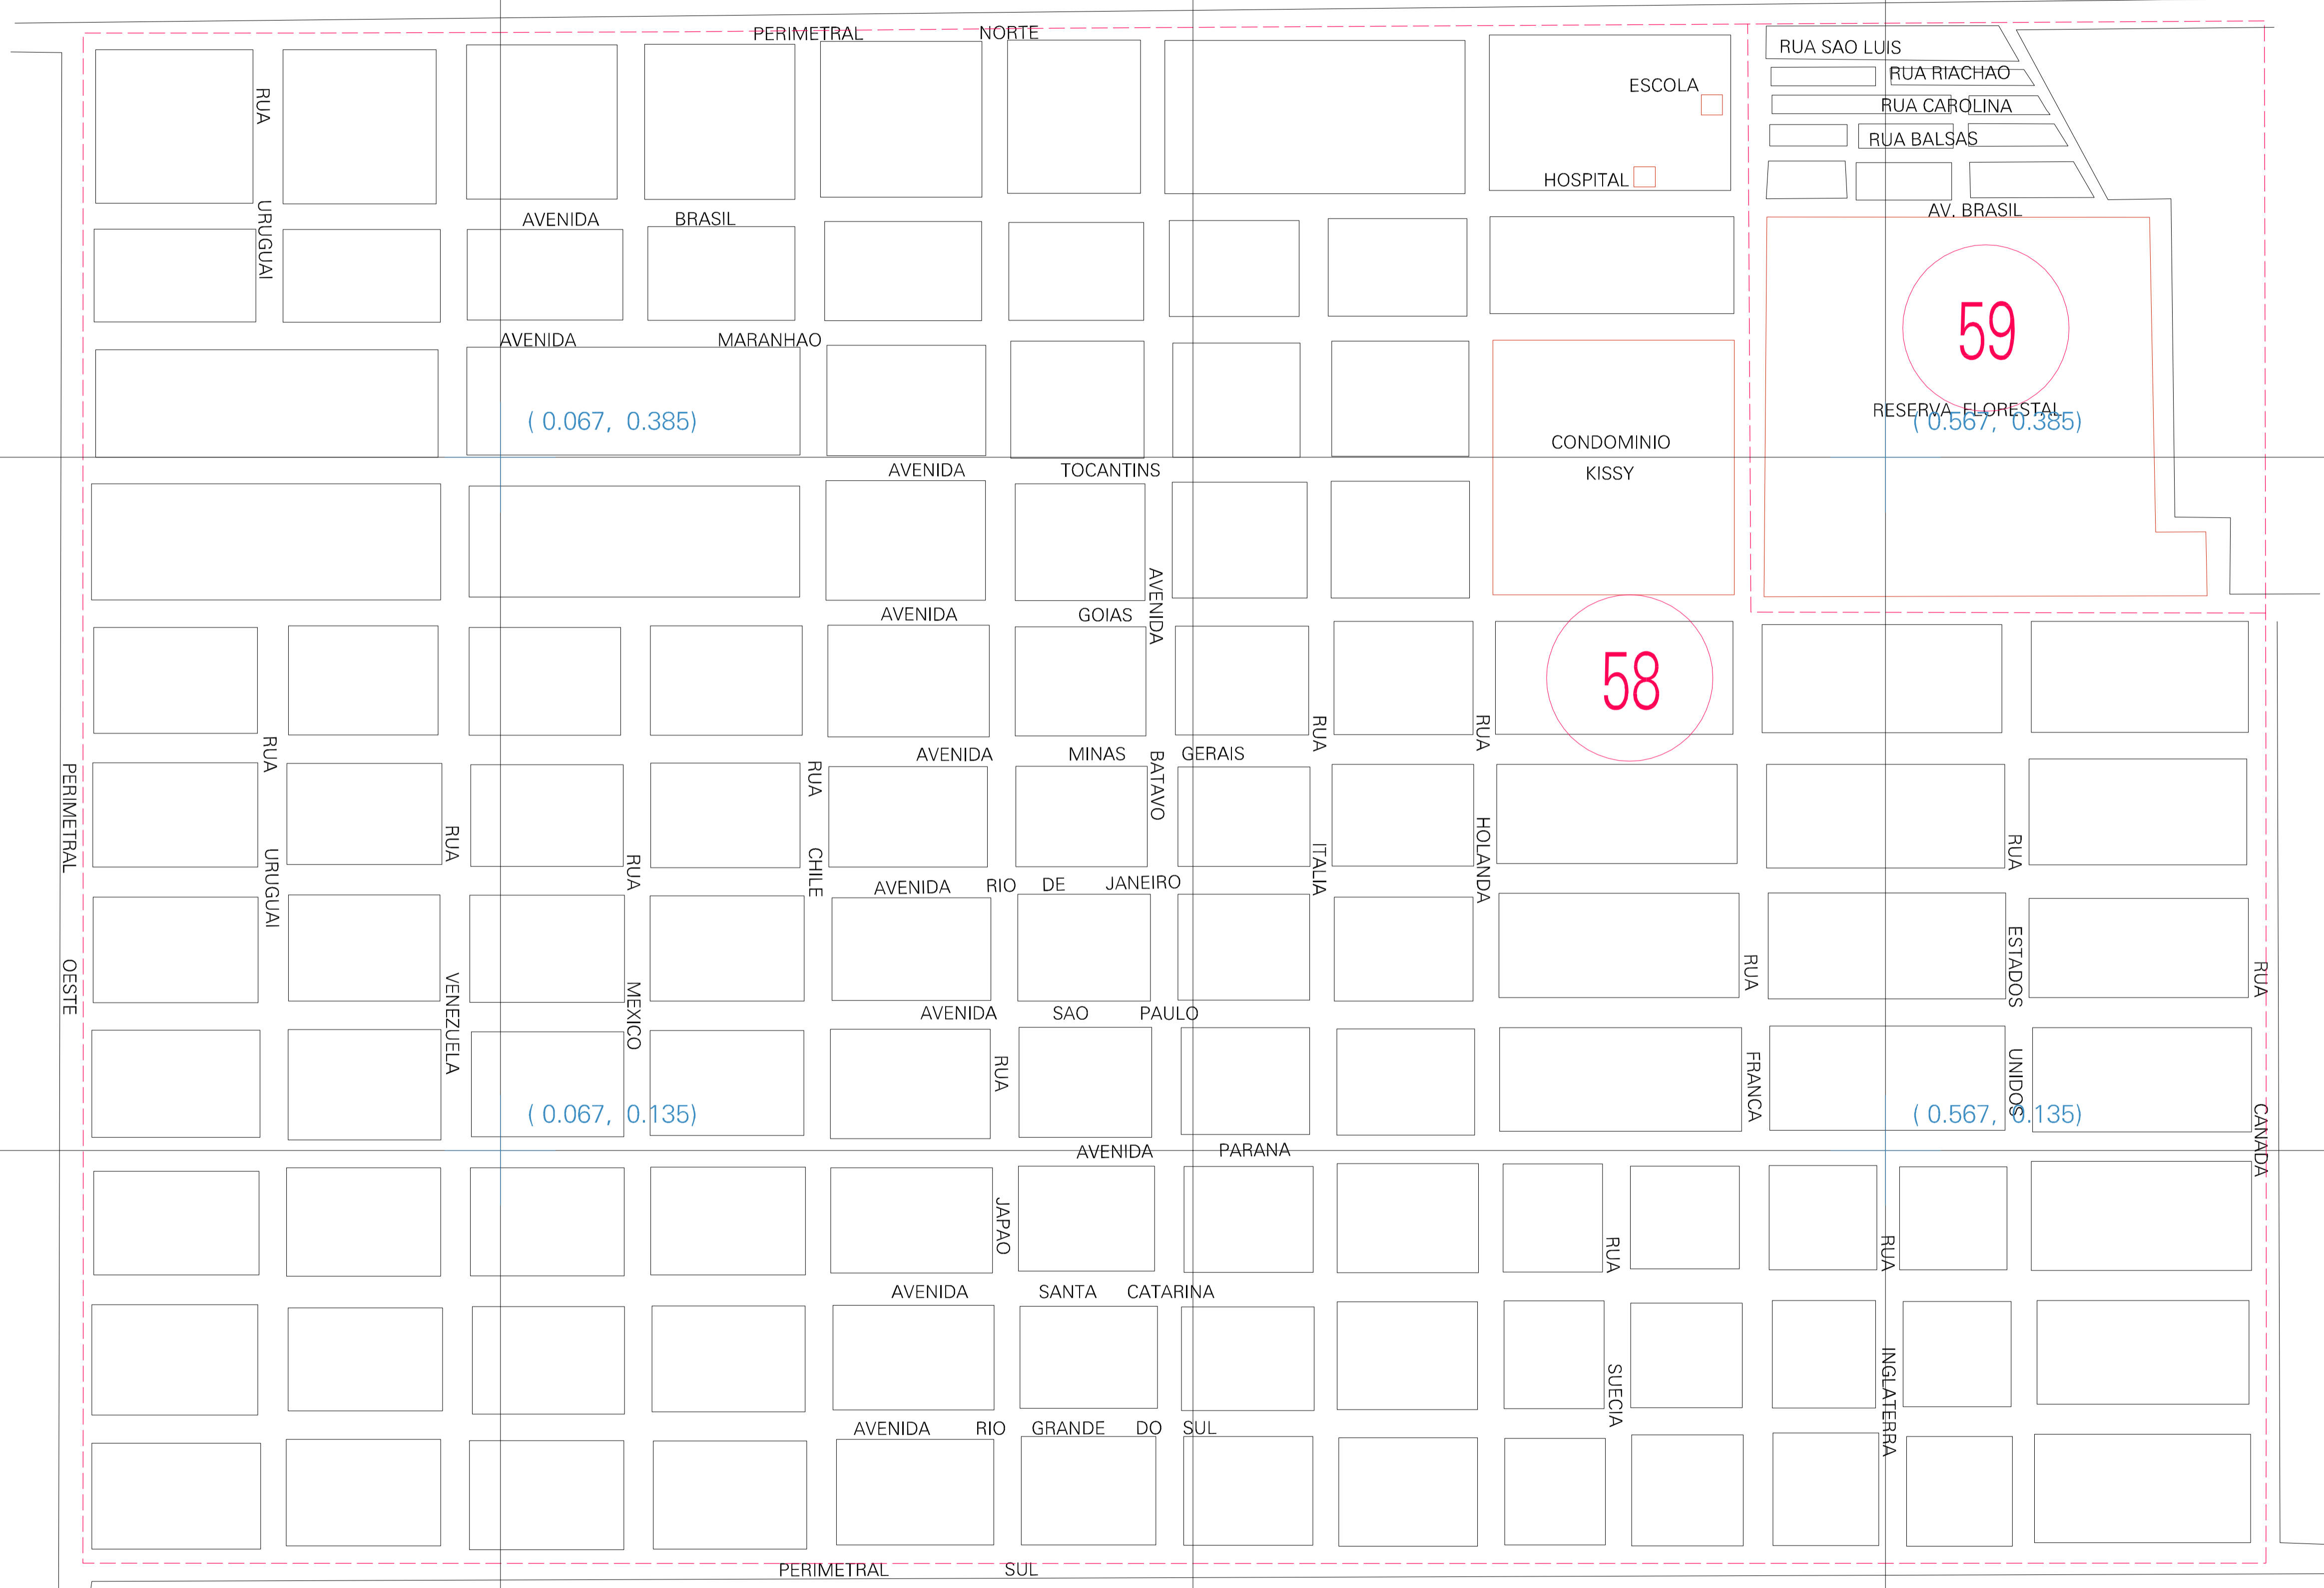 PERIMETRAL NORTE
RUA SAO LUIS
RUA RIACHAO
RUA CAROLINA
RUA BALSAS
ESCOLA
HOSPITAL
RUA URUGUAI
AVENIDA BRASIL
AV. BRASIL
59
AVENIDA MARANHAO
( 0.067, 0.385)
RESERVA FLORESTAL
( 0.567, 0.385)
CONDOMINIO
KISSY
AVENIDA TOCANTINS
AVENIDA GOIAS
58
AVENIDA BATAVO
AVENIDA MINAS GERAIS
RUA ITALIA
RUA HOLANDA
RUA URUGUAI
PERIMETRAL OESTE
RUA VENEZUELA
RUA MEXICO
RUA CHILE
AVENIDA RIO DE JANEIRO
RUA ESTADOS UNIDOS
RUA FRANCA
RUA CANADA
AVENIDA SAO PAULO
RUA JAPAO
( 0.067, 0.135)
( 0.567, 0.135)
AVENIDA PARANA
RUA SUECIA
RUA INGLATERRA
AVENIDA SANTA CATARINA
AVENIDA RIO GRANDE DO SUL
PERIMETRAL SUL